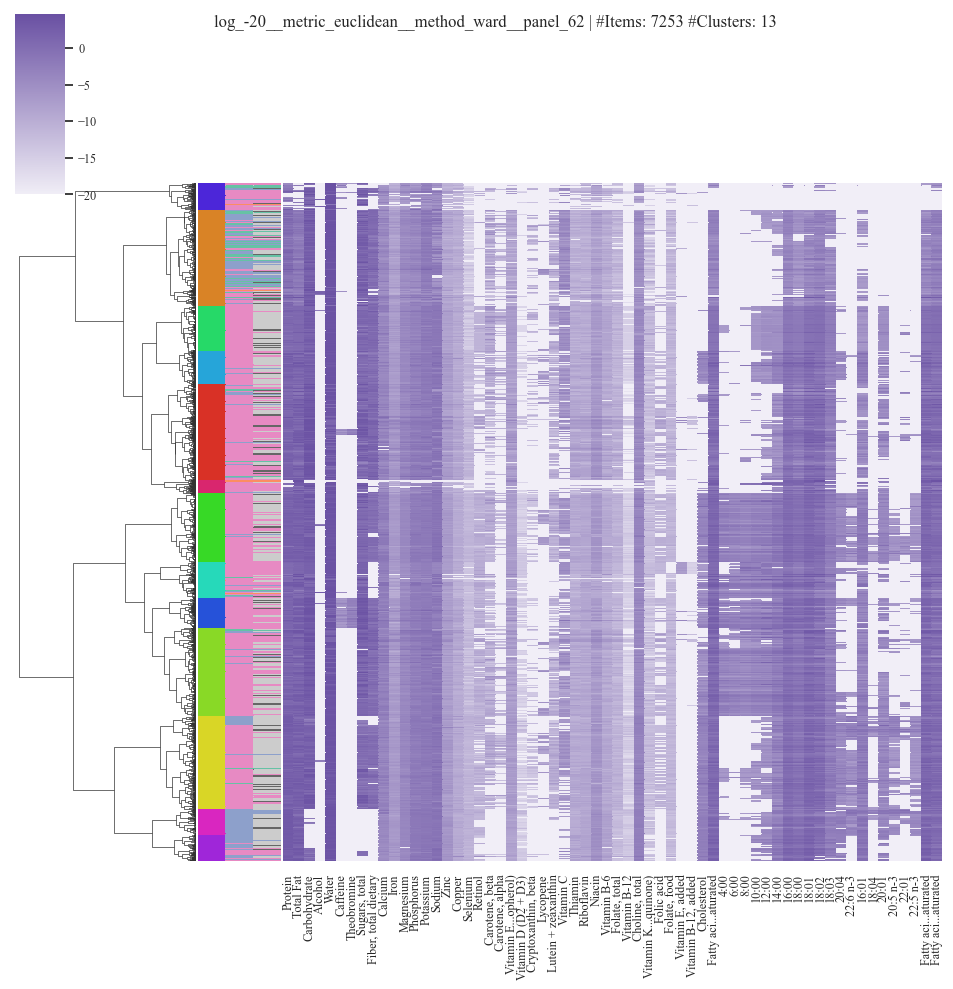 log_-20__metric_euclidean__method_ward__panel_62 | #Items: 7253 #Clusters: 13
0
−5
−10
−15
−20
Protein
Total Fat
Carbohydrate
Alcohol
Water
Caffeine
Theobromine
Sugars, total
Fiber, total dietary
Calcium
Iron
Magnesium
Phosphorus
Potassium
Sodium
Zinc
Copper
Selenium
Retinol
Carotene, beta
Carotene, alpha
Vitamin E...opherol)
Vitamin D (D2 + D3)
Cryptoxanthin, beta
Lycopene
Lutein + zeaxanthin
Vitamin C
Thiamin
Riboflavin
Niacin
Vitamin B-6
Folate, total
Vitamin B-12
Choline, total
Vitamin K...quinone)
Folic acid
Folate, food
Vitamin E, added
Vitamin B-12, added
Cholesterol
Fatty aci...aturated
4:00
6:00
8:00
10:00
12:00
14:00
16:00
18:00
18:01
18:02
18:03
20:04
22:6 n-3
16:01
18:04
20:01
20:5 n-3
22:01
22:5 n-3
Fatty aci...aturated
Fatty aci...aturated